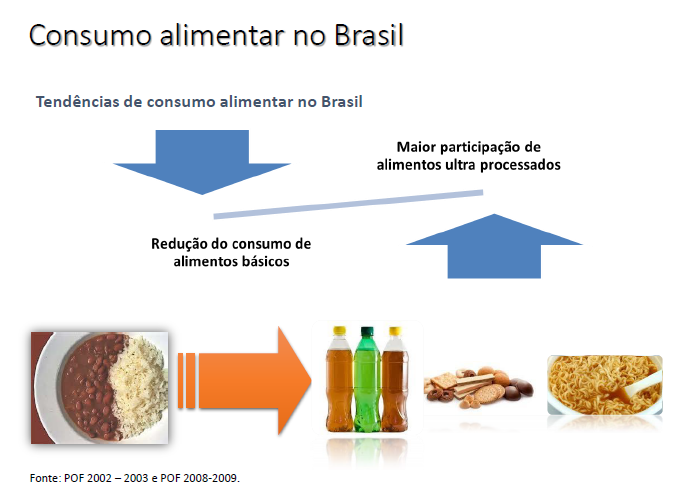 Consumo alimentar no Brasil
Tendências de consumo alimentar no Brasil
Maior participação de
alimentos ultra processados
Redução do consumo de
alimentos básicos
Fonte: POF 2002 – 2003 e POF 2008-2009.